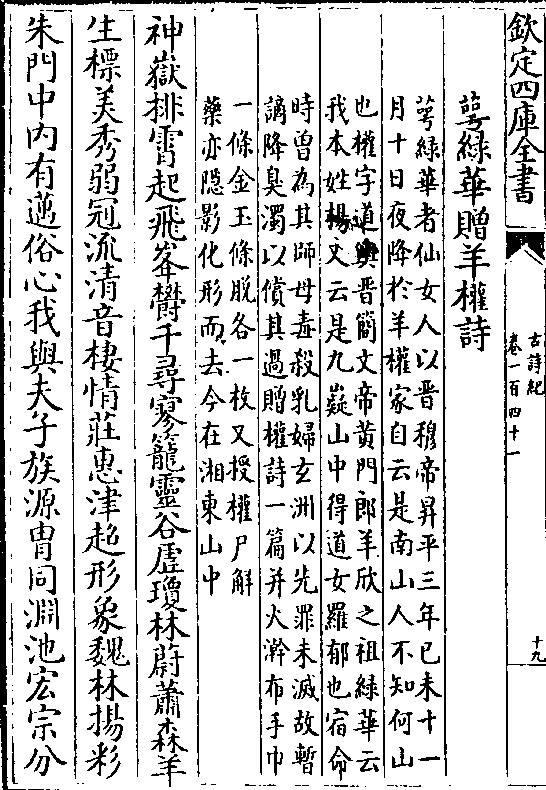 欽定四庫全書
古詩紀
卷一百四十一
十九
萼緑華贈羊權詩
萼緑華者仙女人以晋穆帝昇平三年已未十一
月十日夜降於羊權家自云是南山人不知何山
也權字道輿晋簡文帝黄門郎羊欣之祖緑華云
我本姓楊又云是九嶷山中得道女羅郁也宿命
時曾為其師母毒殺乳婦玄洲以先罪未滅故暫
謫降臭濁以償其過贈權詩一篇并火澣布手巾
一條金玉條脱各一枚又授權尸解
藥亦隠影化形而去今在湘東山中
神嶽排霄起飛峯欝千尋寥籠靈谷虚瓊林蔚蕭森羊
生標美秀弱冠流清音棲情莊惠津超形象魏林揚彩
朱門中内有邁俗心我與夫子族源胄同淵池宏宗分